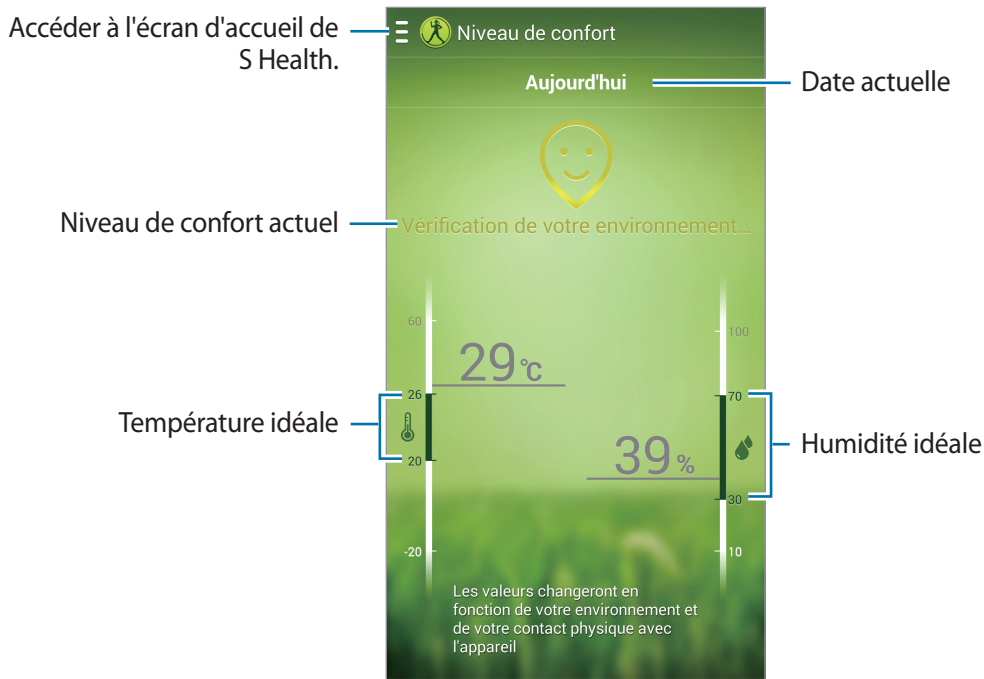 Accéder à l'écran d'accueil de
S Health.
Niveau de confort
Aujourd'hui
Date actuelle
Niveau de confort actuel
Vérification de votre environnement...
60
100
29°C
26
70
Température idéale
39%
Humidité idéale
20
30
-20
10
Les valeurs changeront en
fonction de votre environnement et
de votre contact physique avec
l'appareil